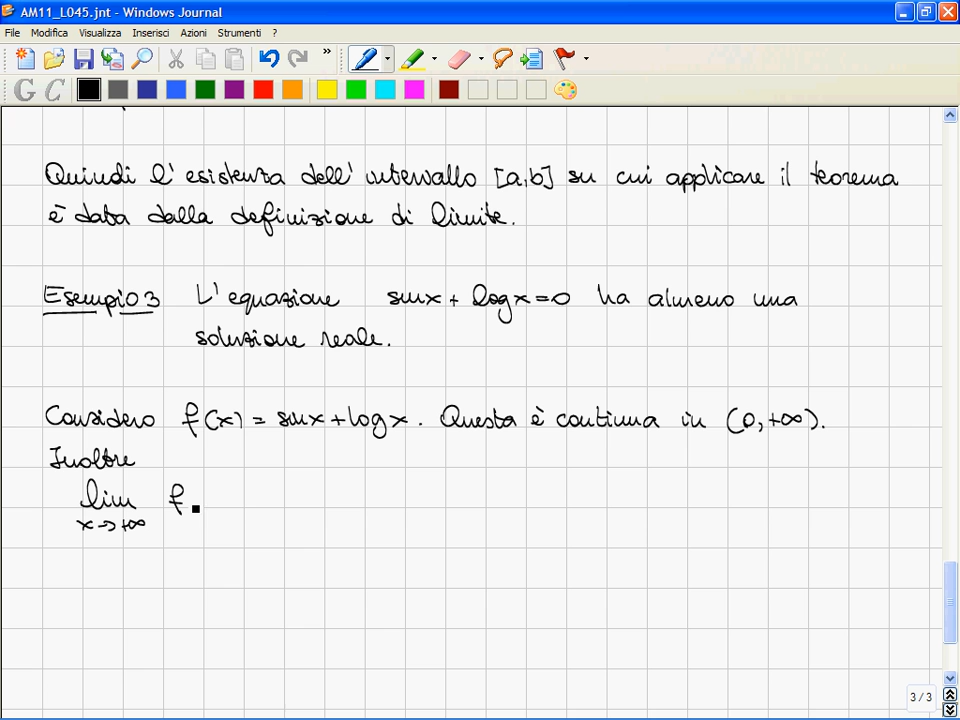 AM11_L045.jnt - Windows Journal
File Modifica Visualizza Inserisci Azioni Strumenti ?
Quindi l'esistenza dell'intervallo [a,b] su cui applicare il teorema
è data dalla definizione di limite.
Esempio 3 L'equazione sin x + log x = 0 ha almeno una
soluzione reale.
Considero f(x) = sin x + log x. Questa è continua in (0, +∞).
Inoltre
lim f
x→+∞
3 / 3